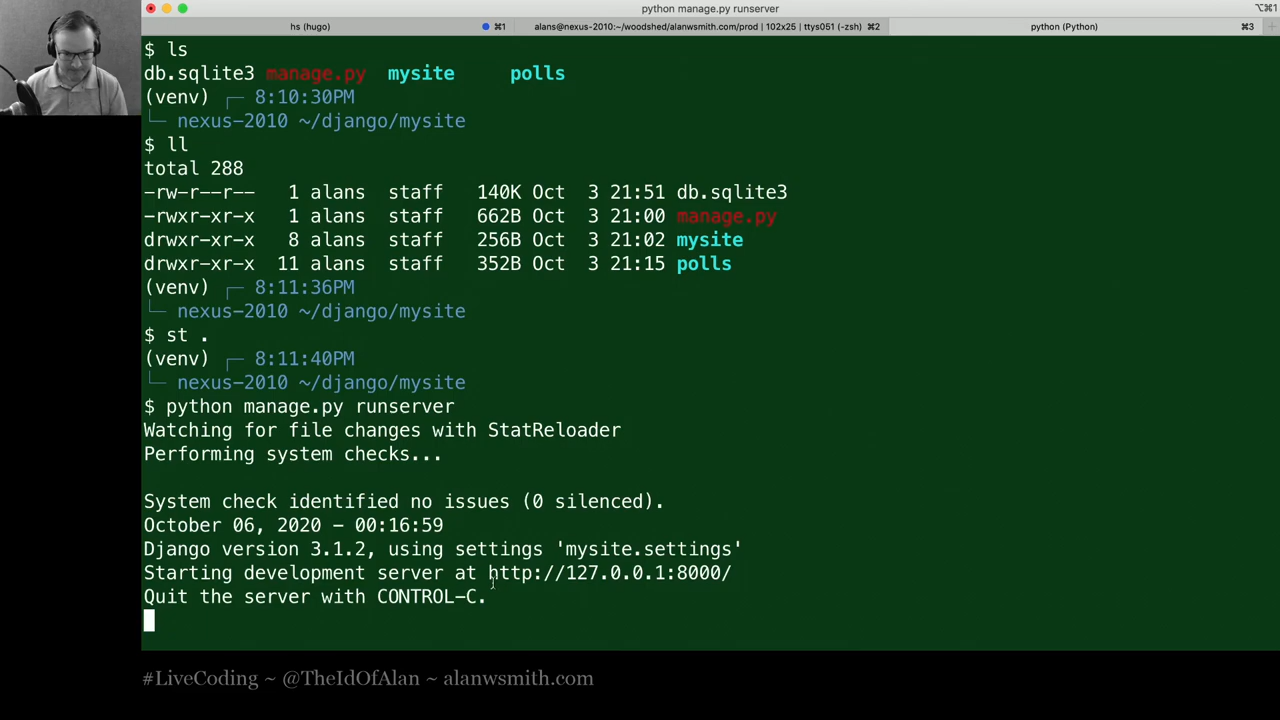 python manage.py runserver
⌥⌘1
hs (hugo) ⌘1
alans@nexus-2010:~/woodshed/alanwsmith.com/prod | 102x25 | ttys051 (-zsh) ⌘2
python (Python) ⌘3
$ ls
db.sqlite3 manage.py mysite polls
(venv) ┌─ 8:10:30PM
└─ nexus-2010 ~/django/mysite
$ ll
total 288
-rw-r--r-- 1 alans staff 140K Oct 3 21:51 db.sqlite3
-rwxr-xr-x 1 alans staff 662B Oct 3 21:00 manage.py
drwxr-xr-x 8 alans staff 256B Oct 3 21:02 mysite
drwxr-xr-x 11 alans staff 352B Oct 3 21:15 polls
(venv) ┌─ 8:11:36PM
└─ nexus-2010 ~/django/mysite
$ st .
(venv) ┌─ 8:11:40PM
└─ nexus-2010 ~/django/mysite
$ python manage.py runserver
Watching for file changes with StatReloader
Performing system checks...
System check identified no issues (0 silenced).
October 06, 2020 - 00:16:59
Django version 3.1.2, using settings 'mysite.settings'
Starting development server at http://127.0.0.1:8000/
Quit the server with CONTROL-C.
#LiveCoding ~ @TheIdOfAlan ~ alanwsmith.com